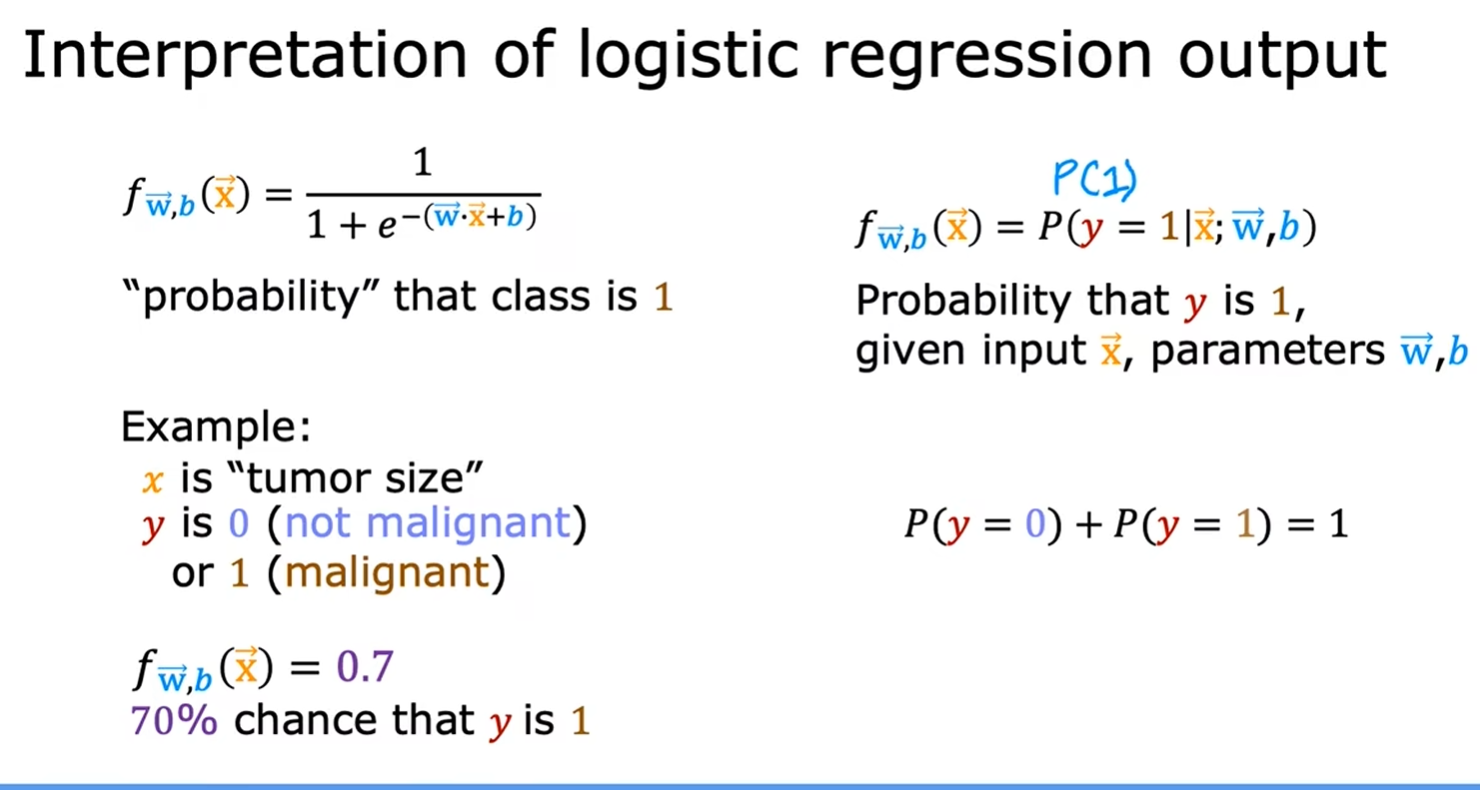 Interpretation of logistic regression output
f_{\vec{w},b}(\vec{x}) = \frac{1}{1 + e^{-(\vec{w}\cdot\vec{x}+b)}}
“probability” that class is 1
Example:
x is “tumor size”
y is 0 (not malignant)
or 1 (malignant)
f_{\vec{w},b}(\vec{x}) = 0.7
70% chance that y is 1
P(1)
f_{\vec{w},b}(\vec{x}) = P(y = 1|\vec{x}; \vec{w},b)
Probability that y is 1,
given input \vec{x}, parameters \vec{w},b
P(y = 0) + P(y = 1) = 1